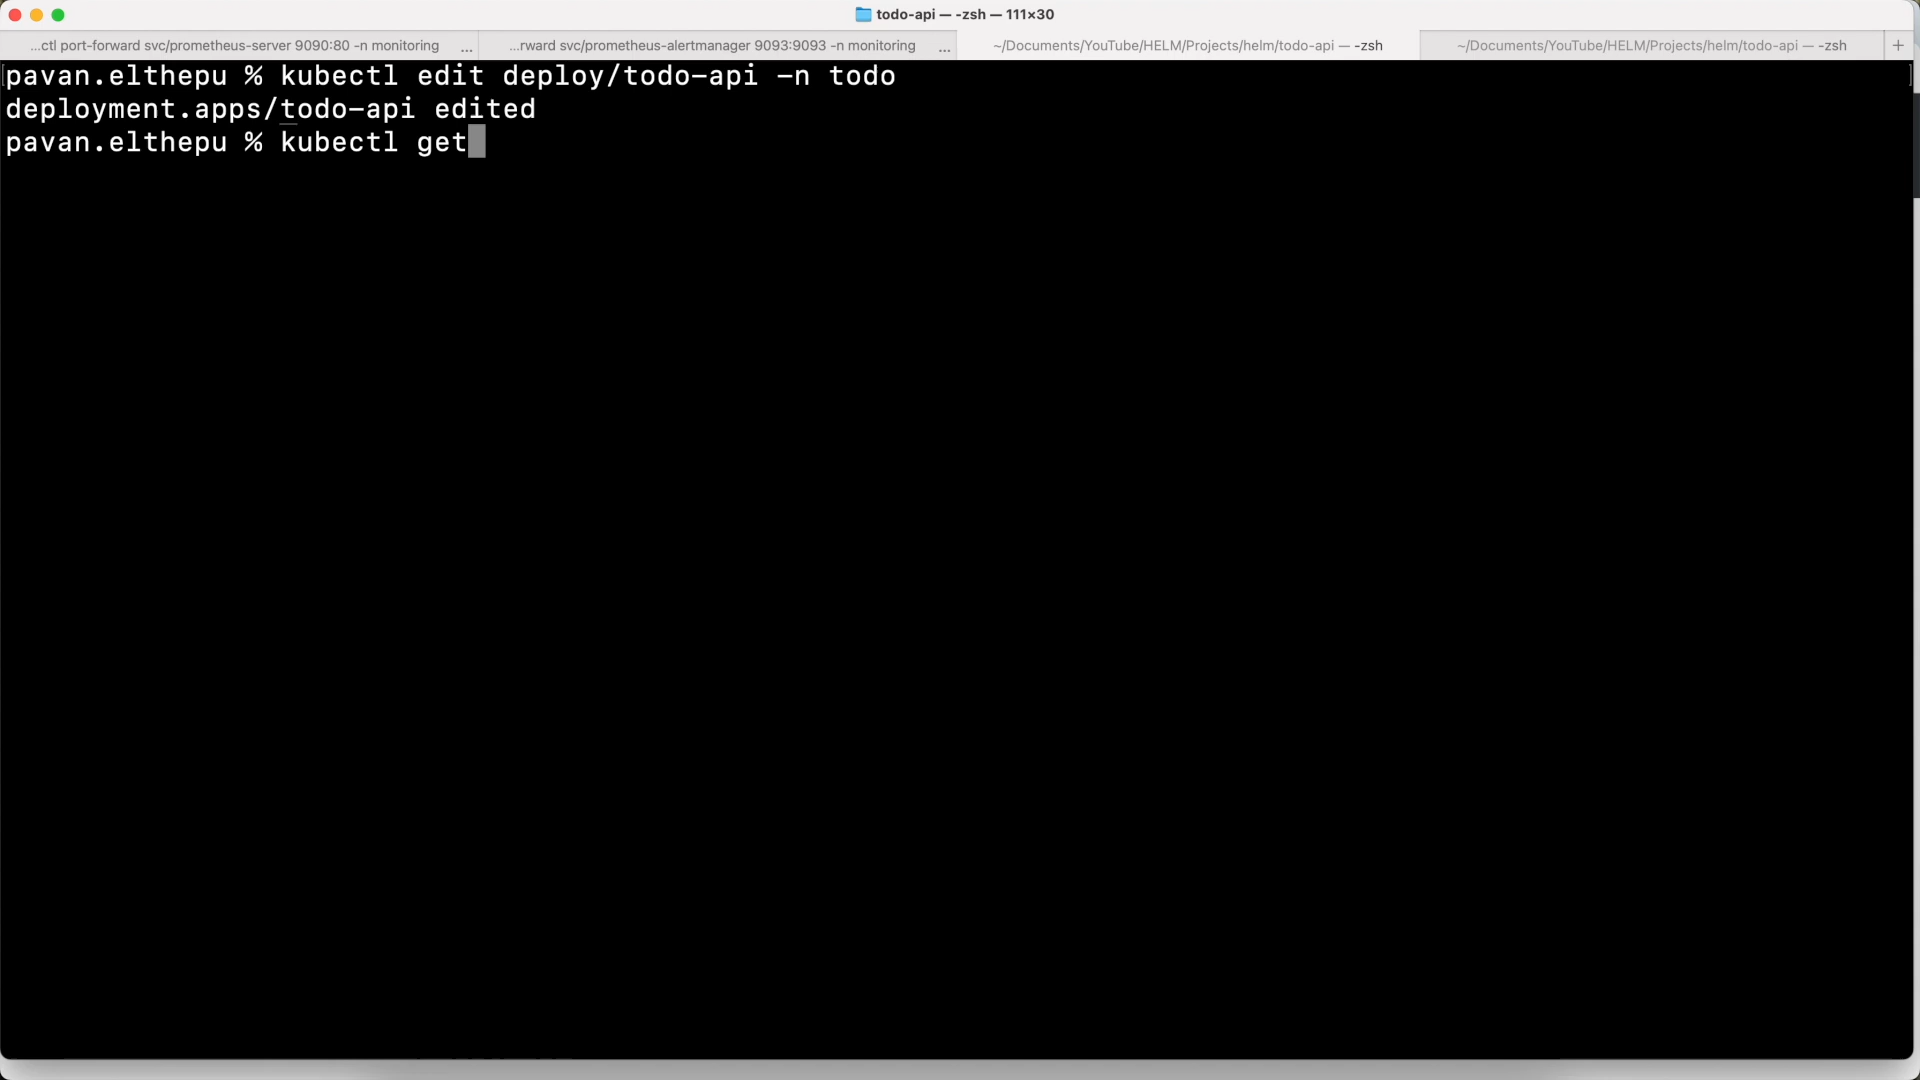 todo-api — -zsh — 111×30
...ctl port-forward svc/prometheus-server 9090:80 -n monitoring ...
...rward svc/prometheus-alertmanager 9093:9093 -n monitoring ...
~/Documents/YouTube/HELM/Projects/helm/todo-api — -zsh
~/Documents/YouTube/HELM/Projects/helm/todo-api — -zsh
pavan.elthepu % kubectl edit deploy/todo-api -n todo
deployment.apps/todo-api edited
pavan.elthepu % kubectl get